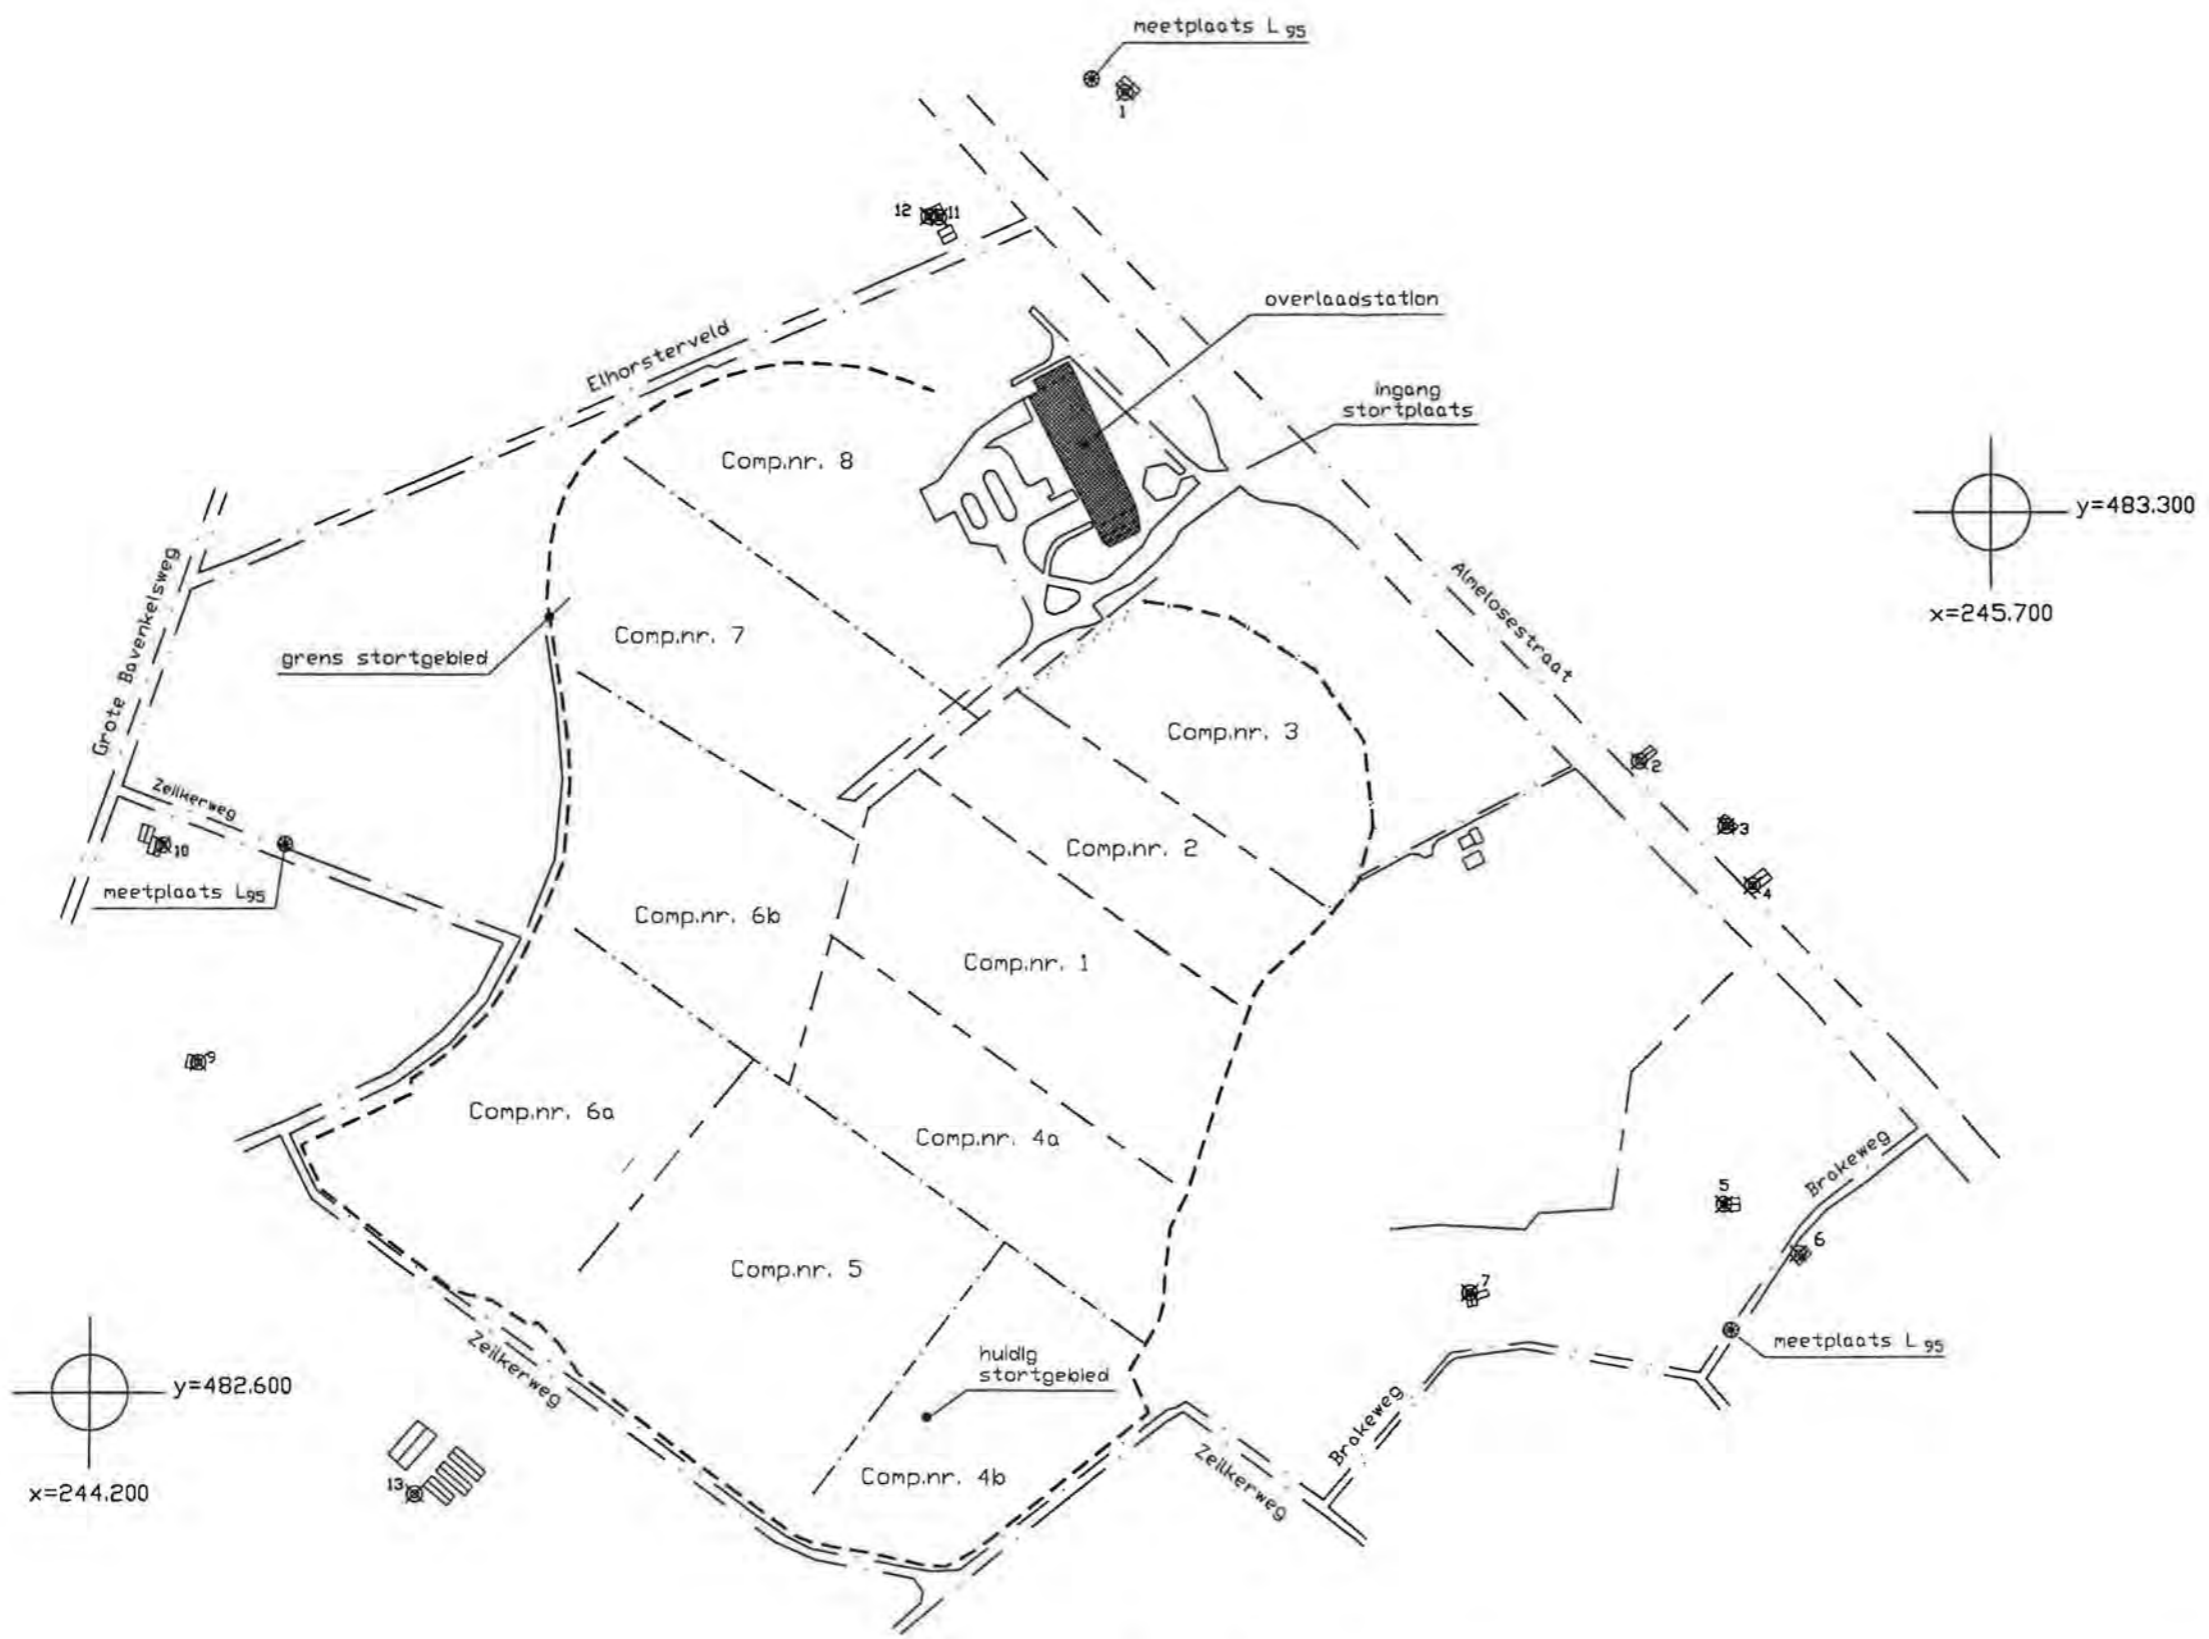 meetplaats L 95
1
12
11
overlaadstation
Elhorsterveld
ingang
stortplaats
Comp.nr. 8
y=483.300
Almelosestraat
x=245.700
Grote Bavenkelsweg
Comp.nr. 7
grens stortgebied
Comp.nr. 3
2
Zeilkerweg
3
10
Comp.nr. 2
4
meetplaats L95
Comp.nr. 6b
Comp.nr. 1
9
Comp.nr. 6a
Comp.nr. 4a
Brakeweg
5
6
Comp.nr. 5
7
Zeilkerweg
meetplaats L 95
huidig
stortgebied
y=482.600
Brakeweg
Comp.nr. 4b
Zeilkerweg
13
x=244.200